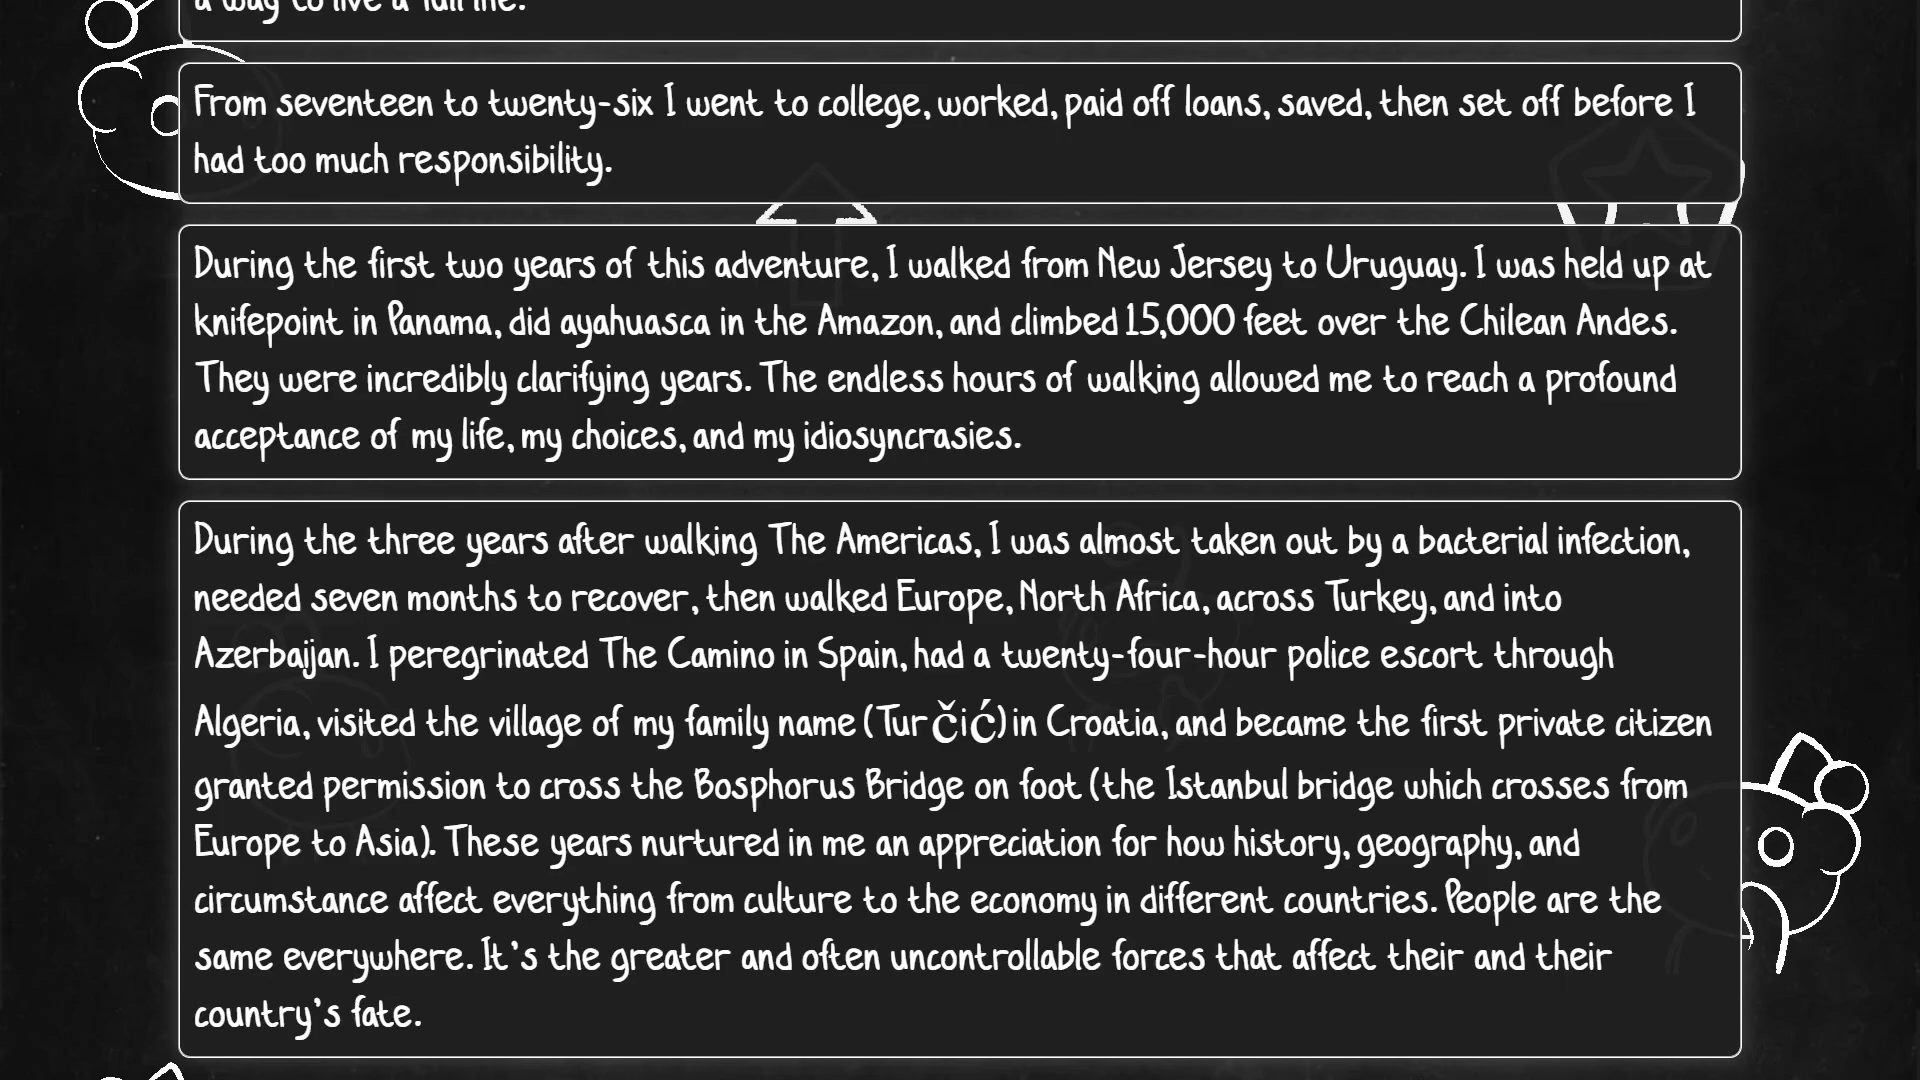 a way to live a full life.
From seventeen to twenty-six I went to college, worked, paid off loans, saved, then set off before I
had too much responsibility.
During the first two years of this adventure, I walked from New Jersey to Uruguay. I was held up at
knifepoint in Panama, did ayahuasca in the Amazon, and climbed 15,000 feet over the Chilean Andes.
They were incredibly clarifying years. The endless hours of walking allowed me to reach a profound
acceptance of my life, my choices, and my idiosyncrasies.
During the three years after walking The Americas, I was almost taken out by a bacterial infection,
needed seven months to recover, then walked Europe, North Africa, across Turkey, and into
Azerbaijan. I peregrinated The Camino in Spain, had a twenty-four-hour police escort through
Algeria, visited the village of my family name (Turčić) in Croatia, and became the first private citizen
granted permission to cross the Bosphorus Bridge on foot (the Istanbul bridge which crosses from
Europe to Asia). These years nurtured in me an appreciation for how history, geography, and
circumstance affect everything from culture to the economy in different countries. People are the
same everywhere. It's the greater and often uncontrollable forces that affect their and their
country's fate.